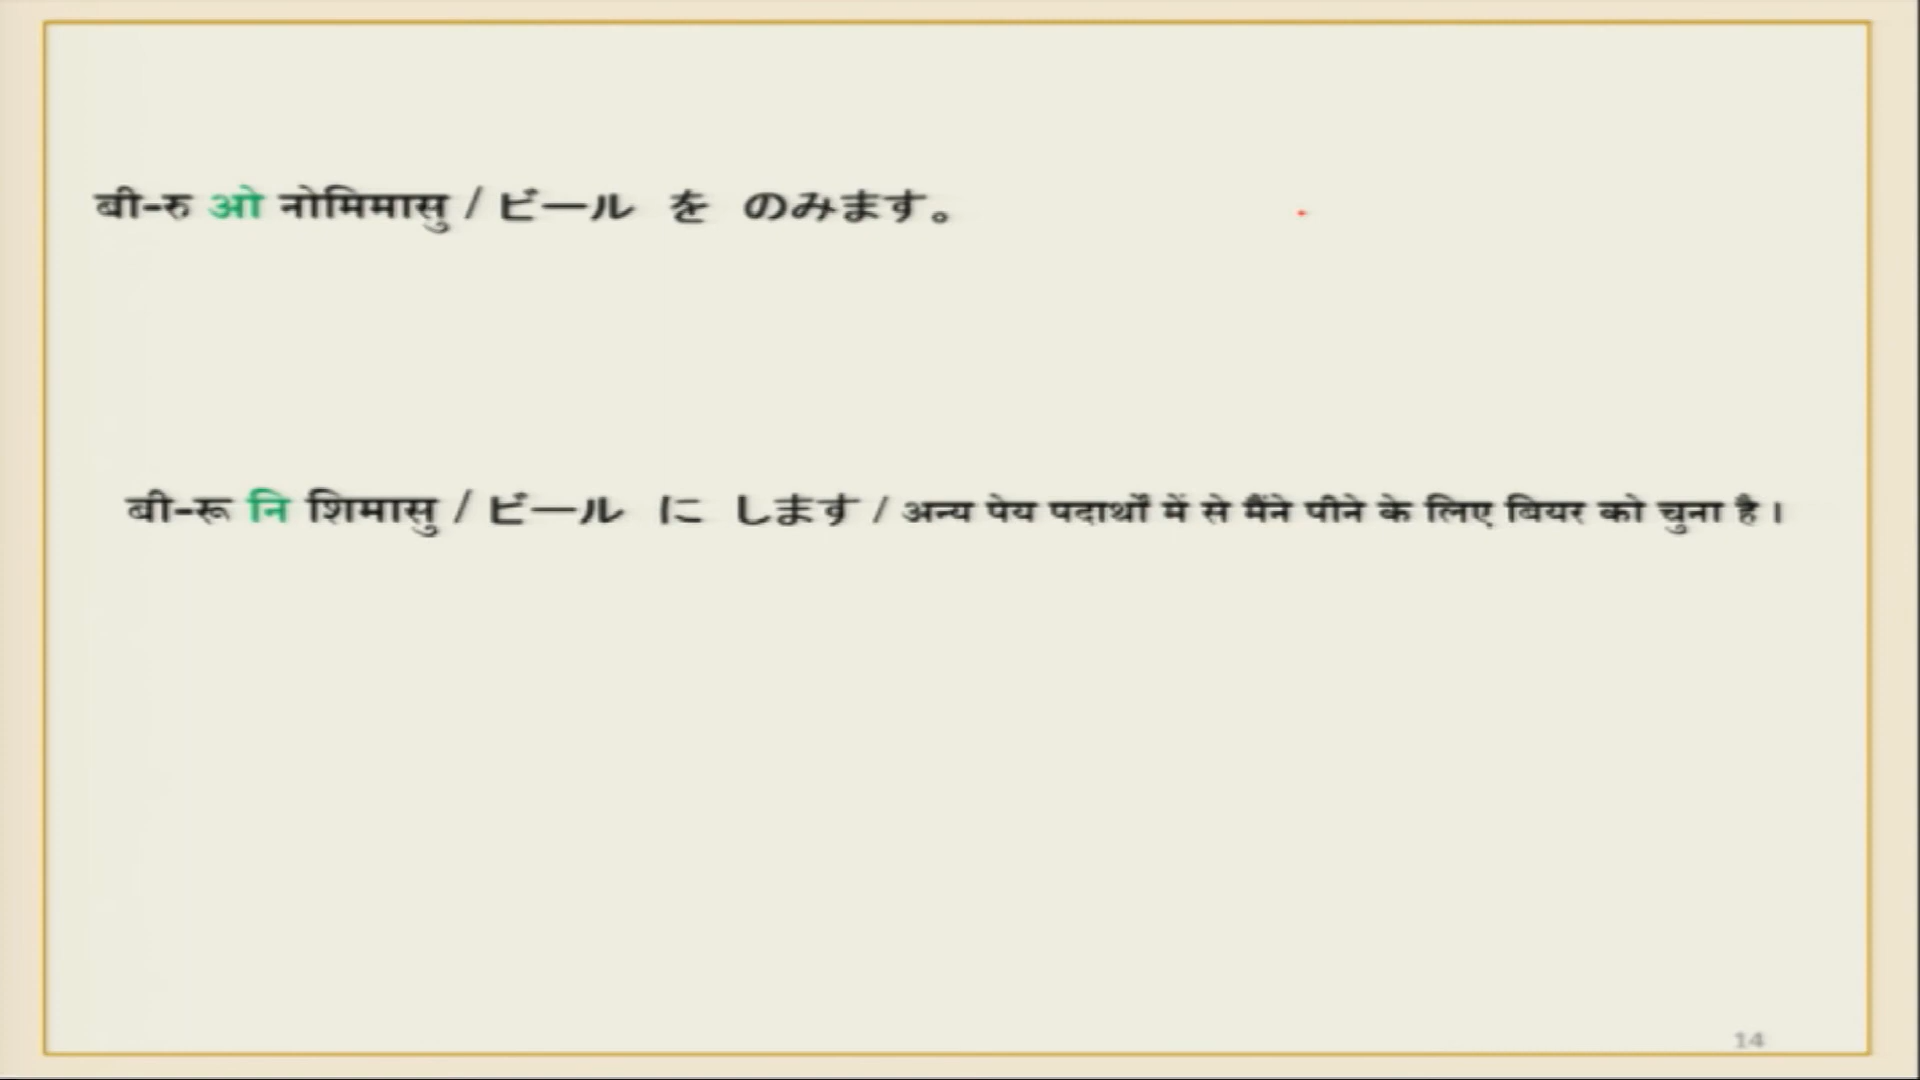 बी-रु ओ नोमिमासु / ビール を のみます。
बी-रू नि शिमासु / ビール に します / अन्य पेय पदार्थों में से मैंने पीने के लिए बियर को चुना है ।
14